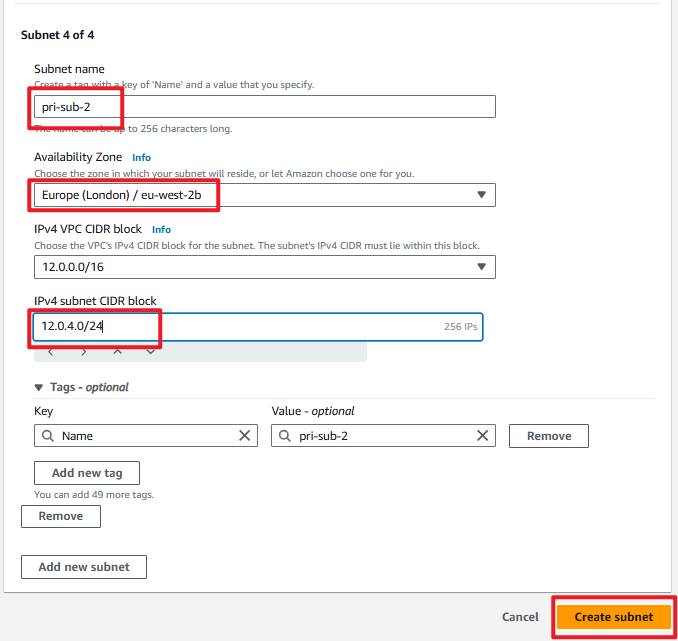 Subnet 4 of 4
Subnet name
Create a tag with a key of 'Name' and a value that you specify.
pri-sub-2
The name can be up to 256 characters long.
Availability Zone Info
Choose the zone in which your subnet will reside, or let Amazon choose one for you.
Europe (London) / eu-west-2b
IPv4 VPC CIDR block Info
Choose the VPC's IPv4 CIDR block for the subnet. The subnet's IPv4 CIDR must lie within this block.
12.0.0.0/16
IPv4 subnet CIDR block
12.0.4.0/24 256 IPs
Tags - optional
Key Value - optional
Name pri-sub-2 Remove
Add new tag
You can add 49 more tags.
Remove
Add new subnet
Cancel Create subnet